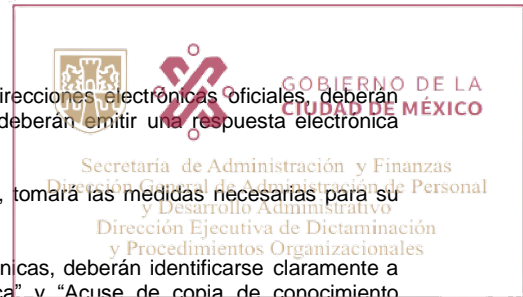 GOBIERNO DE LA
CIUDAD DE MÉXICO
irecciones electrónicas oficiales, deberán
deberán emitir una respuesta electrónica
Secretaría de Administración y Finanzas
Dirección General de Administración de Personal
, tomará las medidas necesarias para su
y Desarrollo Administrativo
Dirección Ejecutiva de Dictaminación
y Procedimientos Organizacionales
nicas, deberán identificarse claramente a
ca” y “Acuse de copia de conocimiento